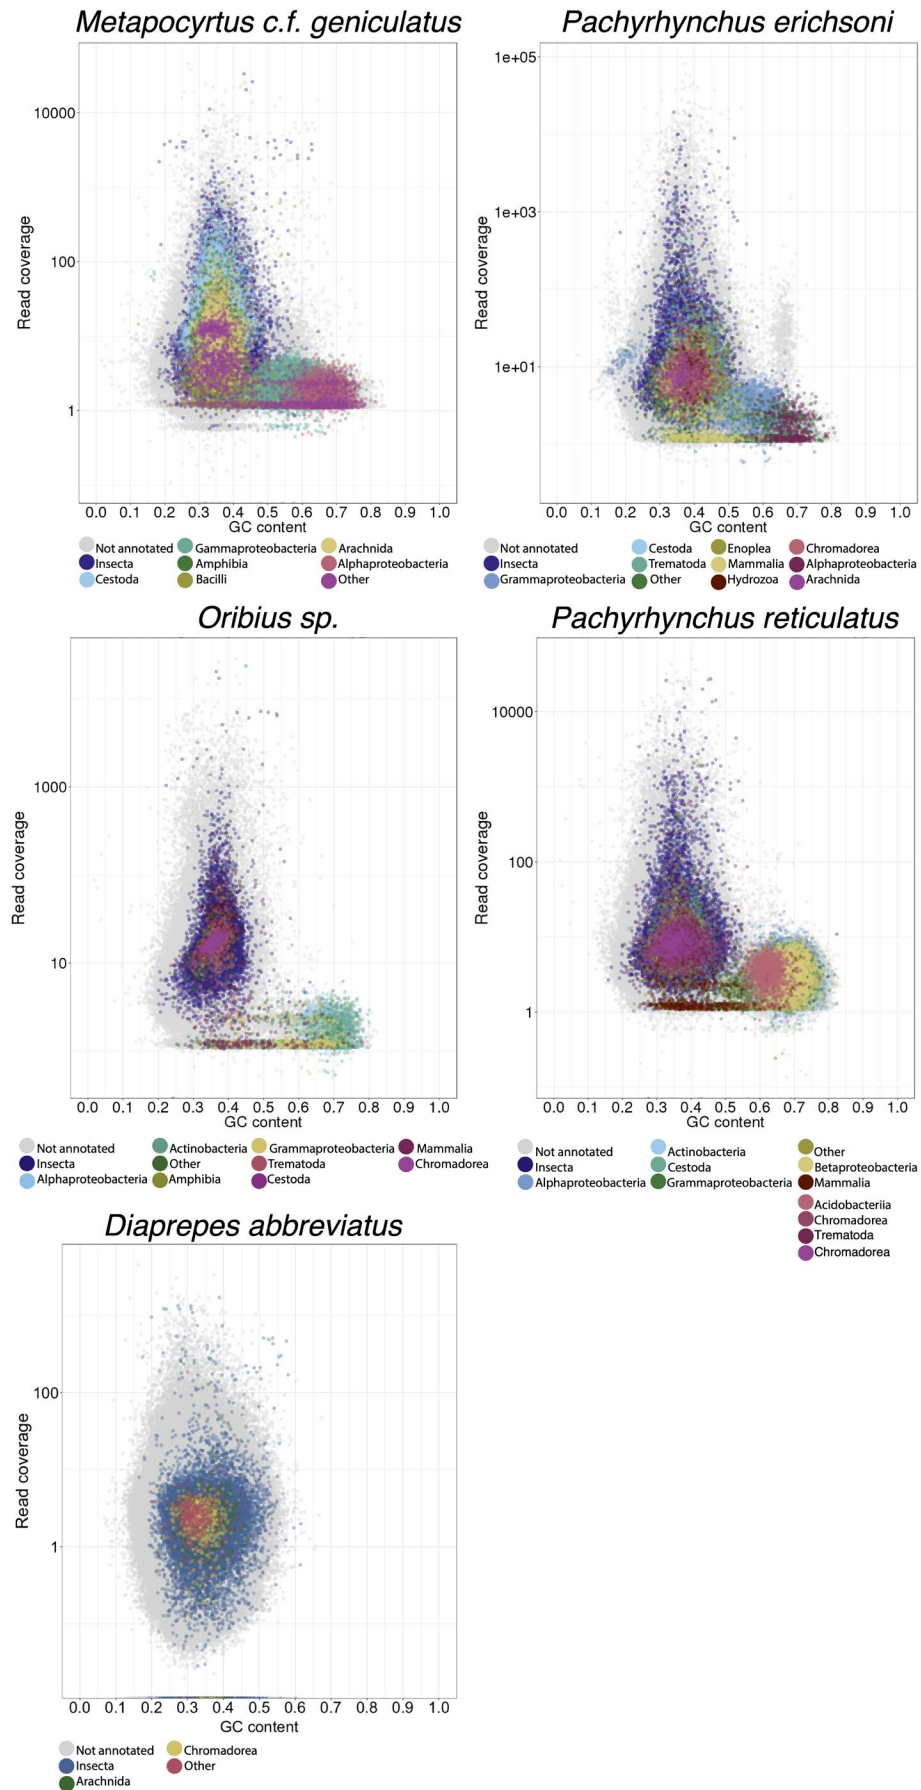 Metapocyrtus c.f. geniculatus
Read coverage
10000
100
1
0.0 0.1 0.2 0.3 0.4 0.5 0.6 0.7 0.8 0.9 1.0
GC content
Not annotated Gammaproteobacteria Arachnida
Insecta Amphibia Alphaproteobacteria
Cestoda Bacilli Other
Pachyrhynchus erichsoni
Read coverage
1e+05
1e+03
1e+01
0.0 0.1 0.2 0.3 0.4 0.5 0.6 0.7 0.8 0.9 1.0
GC content
Not annotated Cestoda Enoplea Chromadorea
Insecta Trematoda Mammalia Alphaproteobacteria
Grammaproteobacteria Other Hydrozoa Arachnida
Oribius sp.
Read coverage
1000
10
0.0 0.1 0.2 0.3 0.4 0.5 0.6 0.7 0.8 0.9 1.0
GC content
Not annotated Actinobacteria Grammaproteobacteria Mammalia
Insecta Other Trematoda Chromadorea
Alphaproteobacteria Amphibia Cestoda
Pachyrhynchus reticulatus
Read coverage
10000
100
1
0.0 0.1 0.2 0.3 0.4 0.5 0.6 0.7 0.8 0.9 1.0
GC content
Not annotated Actinobacteria Other
Insecta Cestoda Betaproteobacteria
Alphaproteobacteria Grammaproteobacteria Mammalia
Acidobacteriia
Chromadorea
Trematoda
Chromadorea
Diaprepes abbreviatus
Read coverage
100
1
0.0 0.1 0.2 0.3 0.4 0.5 0.6 0.7 0.8 0.9 1.0
GC content
Not annotated Chromadorea
Insecta Other
Arachnida